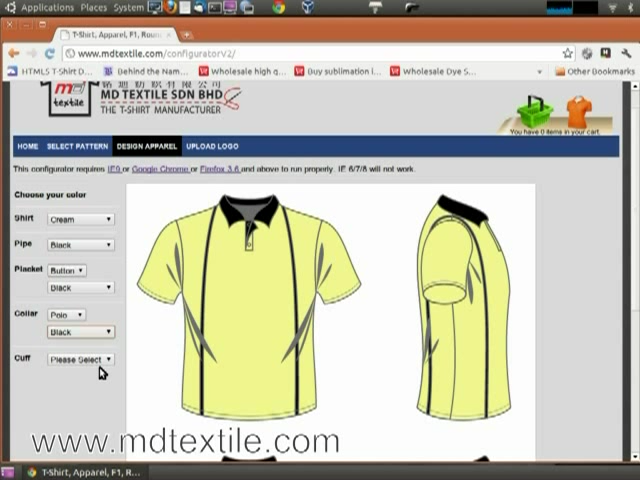 Applications Places System
T-Shirt, Apparel, F1, Roun
www.mdtextile.com/configuratorV2/
HTML5 T-Shirt D... Behind the Nam... Wholesale high q... Buy sublimation i... Wholesale Dye S... Other Bookmarks
md textile
MD TEXTILE SDN BHD
THE T-SHIRT MANUFACTURER
You have 0 items in your cart.
HOME SELECT PATTERN DESIGN APPAREL UPLOAD LOGO
This configurator requires IE9 or Google Chrome or Firefox 3.6 and above to run properly. IE 6/7/8 will not work.
Choose your color
Shirt Cream
Pipe Black
Placket Button
Black
Collar Polo
Black
Cuff Please Select
www.mdtextile.com
T-Shirt, Apparel, F1, R...